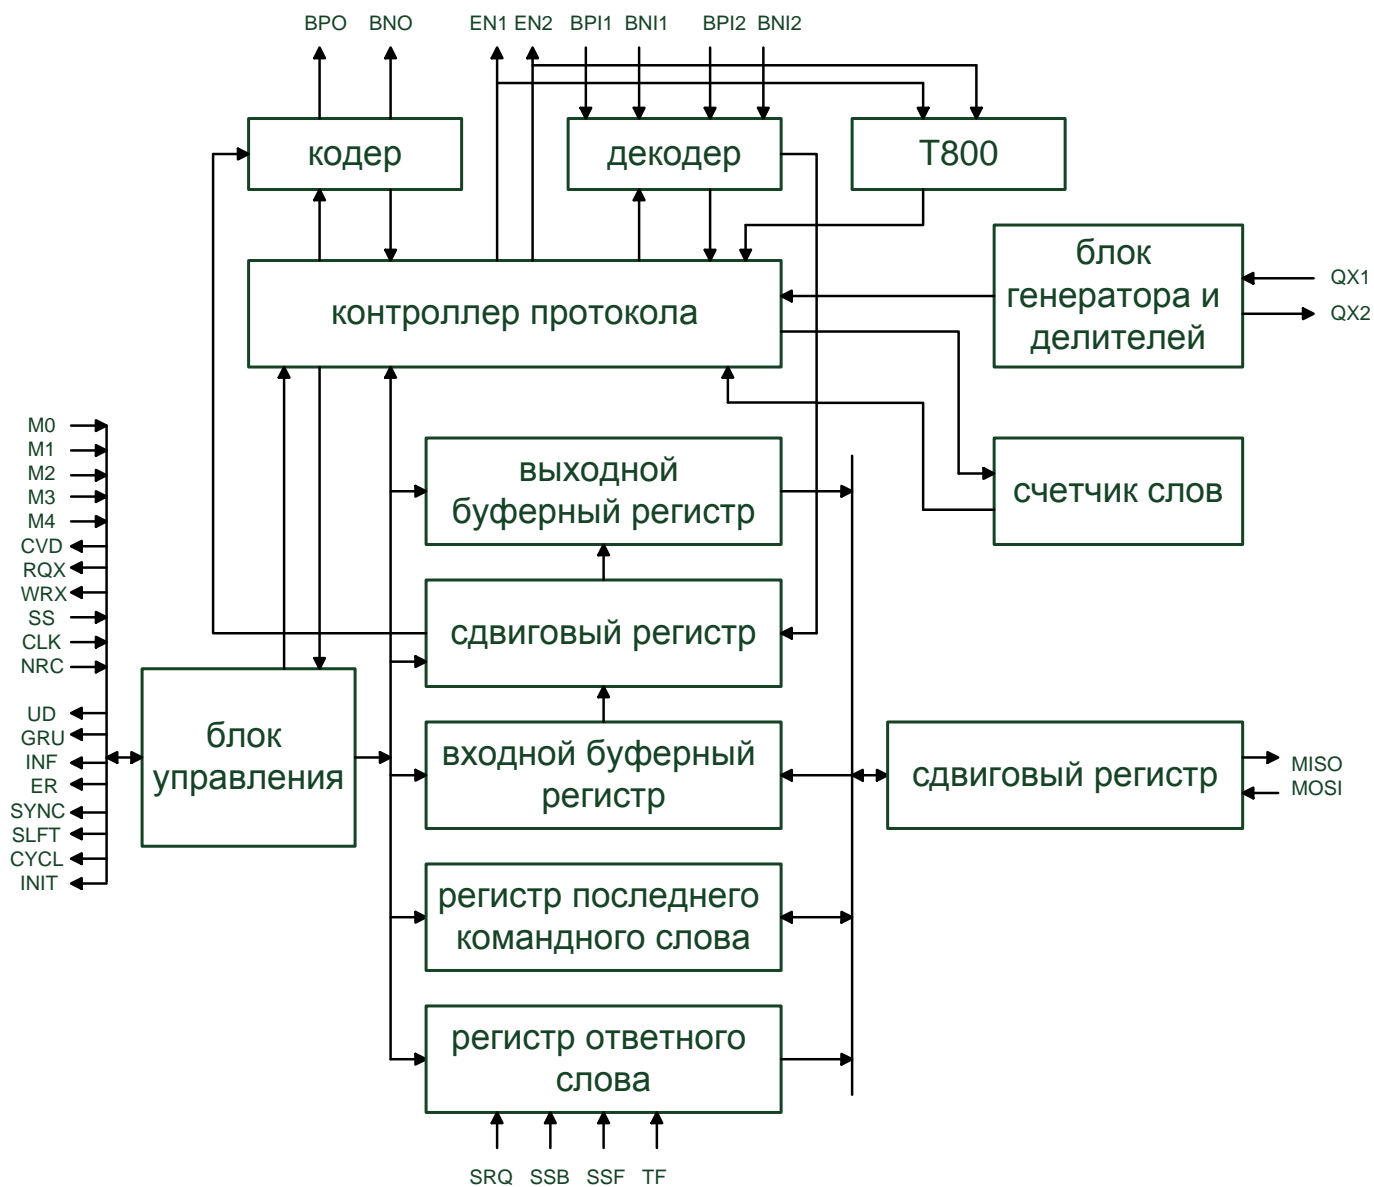 BPO BNO EN1 EN2 BPI1 BNI1 BPI2 BNI2
кодер
декодер
T800
блок
генератора и
делителей
QX1
QX2
контроллер протокола
M0
M1
M2
M3
M4
CVD
RQX
WRX
SS
CLK
NRC
UD
GRU
INF
ER
SYNC
SLFT
CYCL
INIT
выходной
буферный регистр
счетчик слов
сдвиговый регистр
блок
управления
входной буферный
регистр
сдвиговый регистр
MISO
MOSI
регистр последнего
командного слова
регистр ответного
слова
SRQ SSB SSF TF